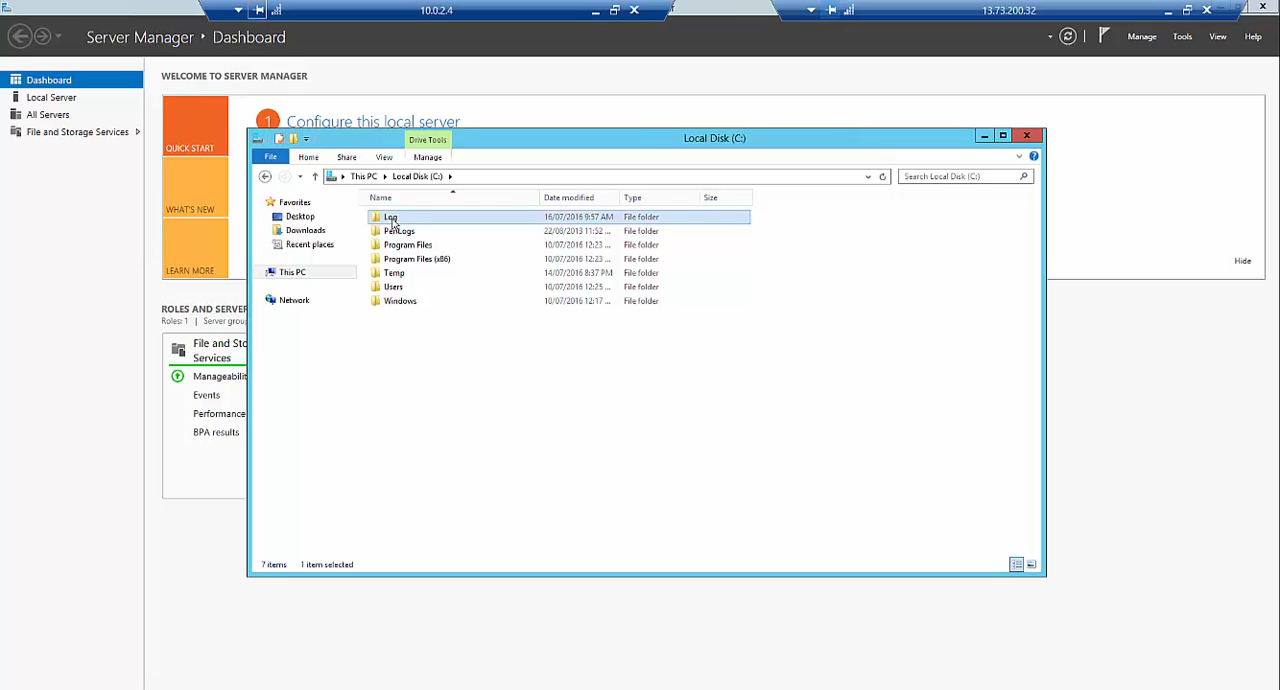 10.0.2.4
13.73.200.32
Server Manager Dashboard
Manage Tools View Help
Dashboard
Local Server
All Servers
File and Storage Services
WELCOME TO SERVER MANAGER
QUICK START
WHAT'S NEW
LEARN MORE
1 Configure this local server
Hide
ROLES AND SERVER
Roles: 1 | Server group
File and Sto
Services
Manageabilit
Events
Performance
BPA results
Drive Tools
Local Disk (C:)
File Home Share View Manage
This PC Local Disk (C:)
Search Local Disk (C:)
Favorites
Desktop
Downloads
Recent places
This PC
Network
Name Date modified Type Size
Log 16/07/2016 9:57 AM File folder
PerfLogs 22/08/2013 11:52 ... File folder
Program Files 10/07/2016 12:23 ... File folder
Program Files (x86) 10/07/2016 12:23 ... File folder
Temp 14/07/2016 8:37 PM File folder
Users 10/07/2016 12:25 ... File folder
Windows 10/07/2016 12:17 ... File folder
7 items 1 item selected